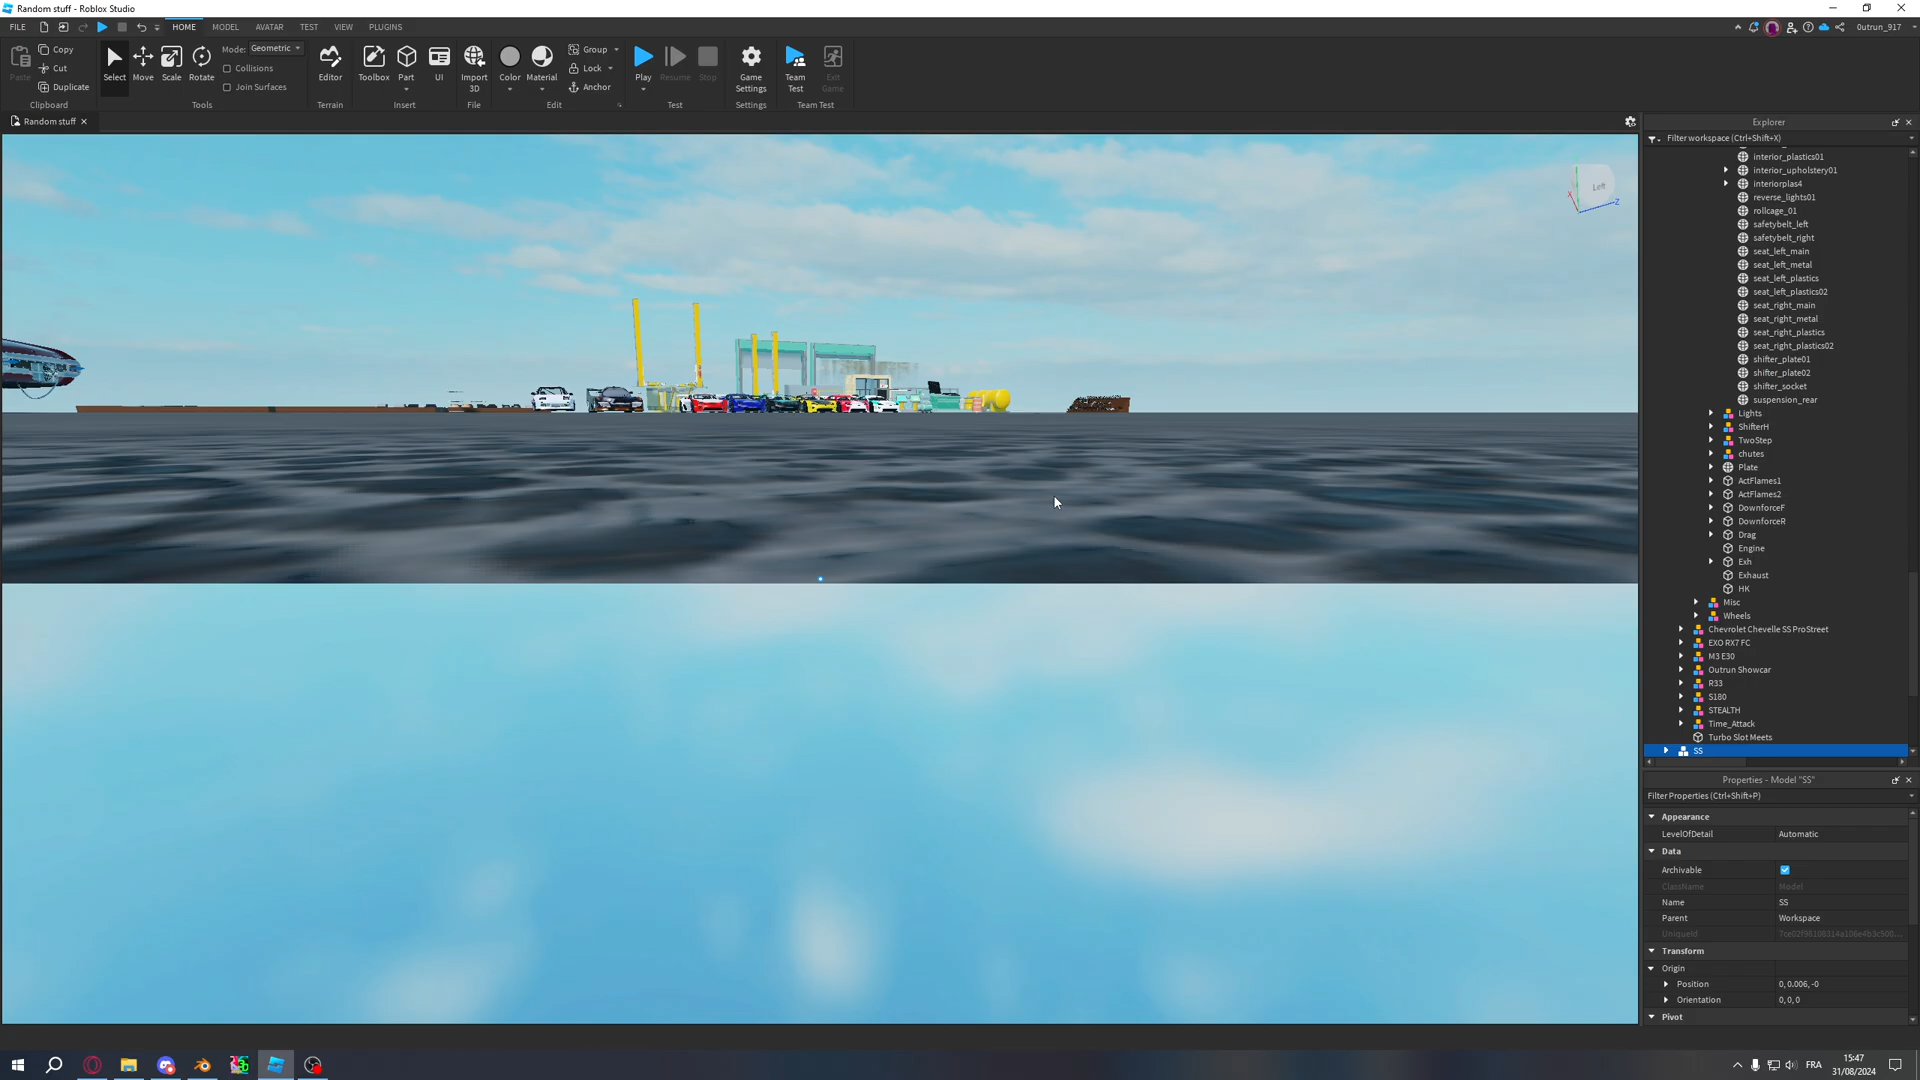 Random stuff - Roblox Studio
FILE HOME MODEL AVATAR TEST VIEW PLUGINS 0utrun_917
Paste Copy Cut Duplicate Clipboard
Select Move Scale Rotate Mode: Geometric Collisions Join Surfaces Tools
Editor Terrain
Toolbox Part UI Insert
Import 3D File
Color Material Group Lock Anchor Edit
Play Resume Stop Test
Game Settings Settings
Team Test Exit Game Team Test
Random stuff
Left
X
Z
Explorer
Filter workspace (Ctrl+Shift+X)
interior_plastics01
interior_upholstery01
interiorplas4
reverse_lights01
rollcage_01
safetybelt_left
safetybelt_right
seat_left_main
seat_left_metal
seat_left_plastics
seat_left_plastics02
seat_right_main
seat_right_metal
seat_right_plastics
seat_right_plastics02
shifter_plate01
shifter_plate02
shifter_socket
suspension_rear
Lights
ShifterH
TwoStep
chutes
Plate
ActFlames1
ActFlames2
DownforceF
DownforceR
Drag
Engine
Exh
Exhaust
HK
Misc
Wheels
Chevrolet Chevelle SS ProStreet
EXO RX7 FC
M3 E30
Outrun Showcar
R33
S180
STEALTH
Time_Attack
Turbo Slot Meets
SS
Properties - Model "SS"
Filter Properties (Ctrl+Shift+P)
Appearance
LevelOfDetail Automatic
Data
Archivable
ClassName Model
Name SS
Parent Workspace
UniqueId
Transform
Origin
Position 0, 0.006, -0
Orientation 0, 0, 0
Pivot
FRA
15:47
31/08/2024